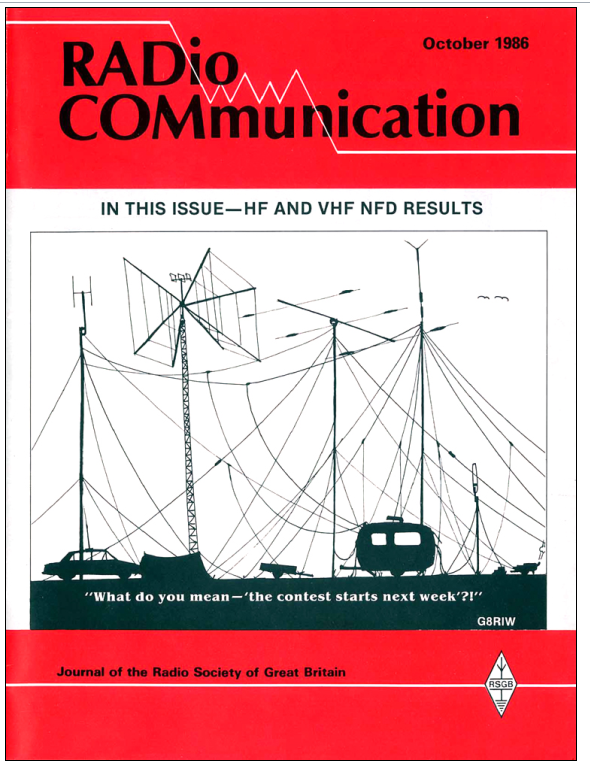 October 1986
RADio
COMmunication
IN THIS ISSUE—HF AND VHF NFD RESULTS
"What do you mean—'the contest starts next week'?!"
G8RIW
Journal of the Radio Society of Great Britain
RSGB